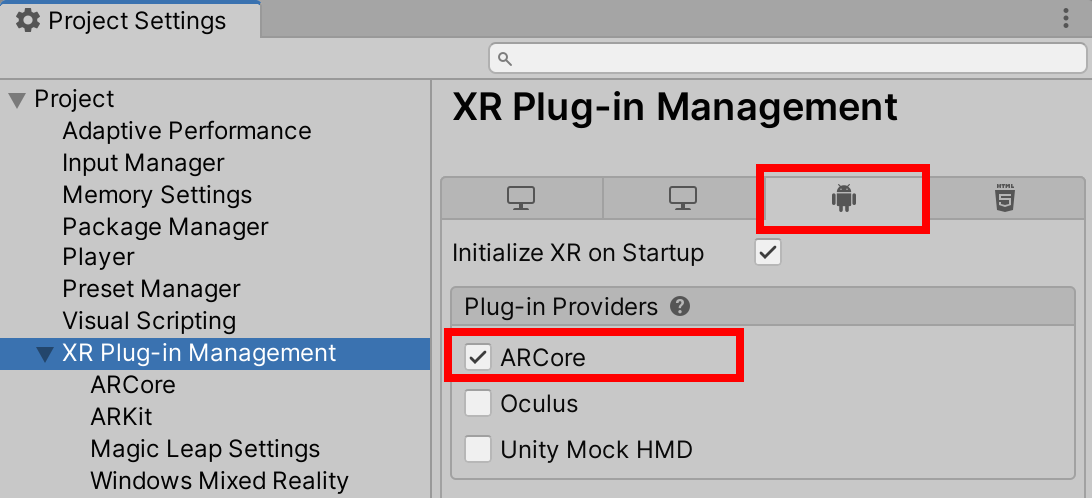 Project Settings
Project
Adaptive Performance
Input Manager
Memory Settings
Package Manager
Player
Preset Manager
Visual Scripting
XR Plug-in Management
ARCore
ARKit
Magic Leap Settings
Windows Mixed Reality
XR Plug-in Management
HTML
5
Initialize XR on Startup
Plug-in Providers ?
ARCore
Oculus
Unity Mock HMD